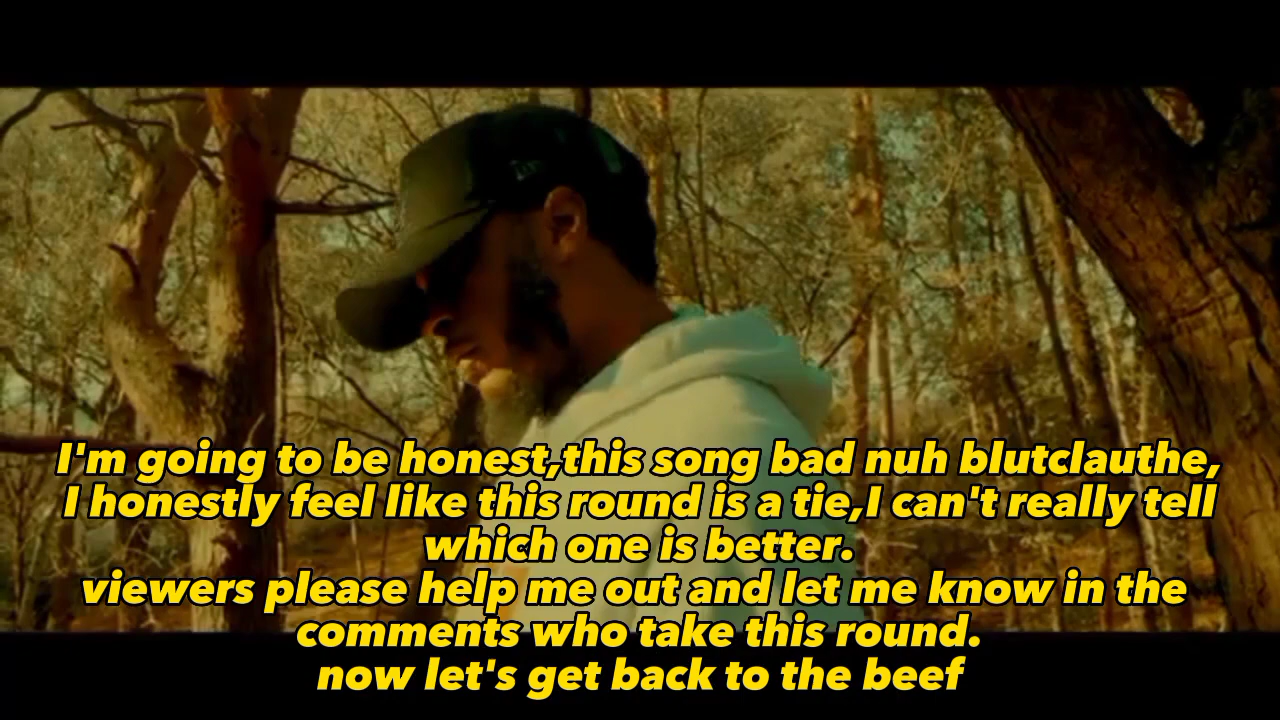 I'm going to be honest,this song bad nuh blutclauthe,
I honestly feel like this round is a tie,I can't really tell
which one is better.
viewers please help me out and let me know in the
comments who take this round.
now let's get back to the beef